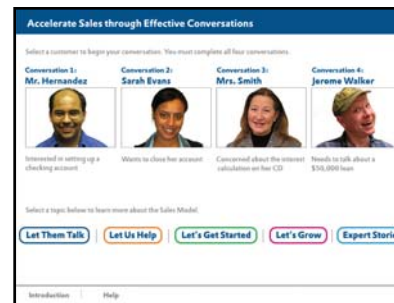 Accelerate Sales through Effective Conversations
Select a customer to begin your conversation. You must complete all four conversations.
Conversation 1: Conversation 2: Conversation 3: Conversation 4:
Mr. Hernandez Sarah Evans Mrs. Smith Jerome Walker
Interested in setting up a Wants to close her account Concerned about the interest Needs to talk about a
checking account calculation on her CD $50,000 loan
Select a topic below to learn more about the Sales Model.
Let Them Talk Let Us Help Let's Get Started Let's Grow Expert Stori
Introduction Help